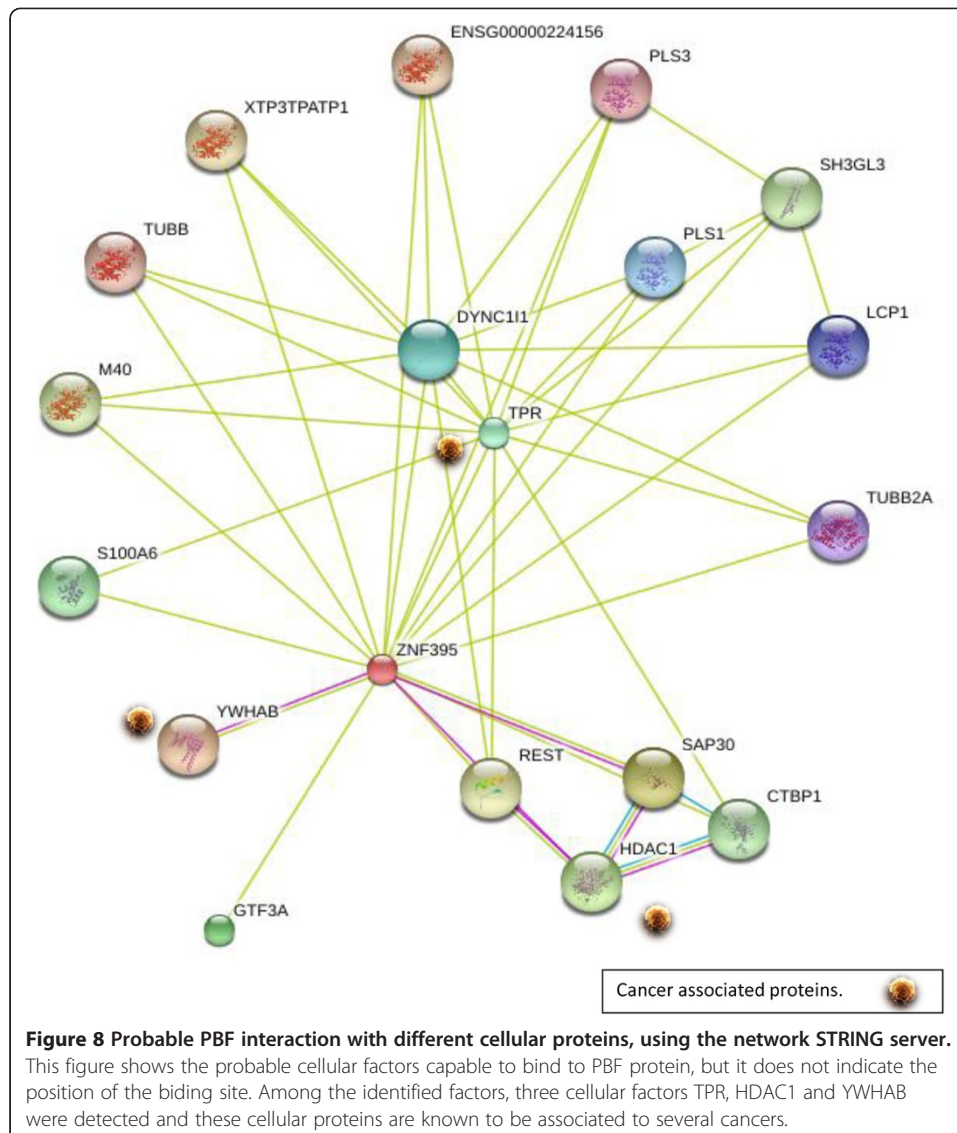 ENSG00000224156
PLS3
XTP3TPATP1
SH3GL3
TUBB
PLS1
DYNC1I1
LCP1
M40
TPR
TUBB2A
S100A6
ZNF395
YWHAB
REST
SAP30
CTBP1
HDAC1
GTF3A
Cancer associated proteins.
Figure 8 Probable PBF interaction with different cellular proteins, using the network STRING server.
This figure shows the probable cellular factors capable to bind to PBF protein, but it does not indicate the
position of the biding site. Among the identified factors, three cellular factors TPR, HDAC1 and YWHAB
were detected and these cellular proteins are known to be associated to several cancers.